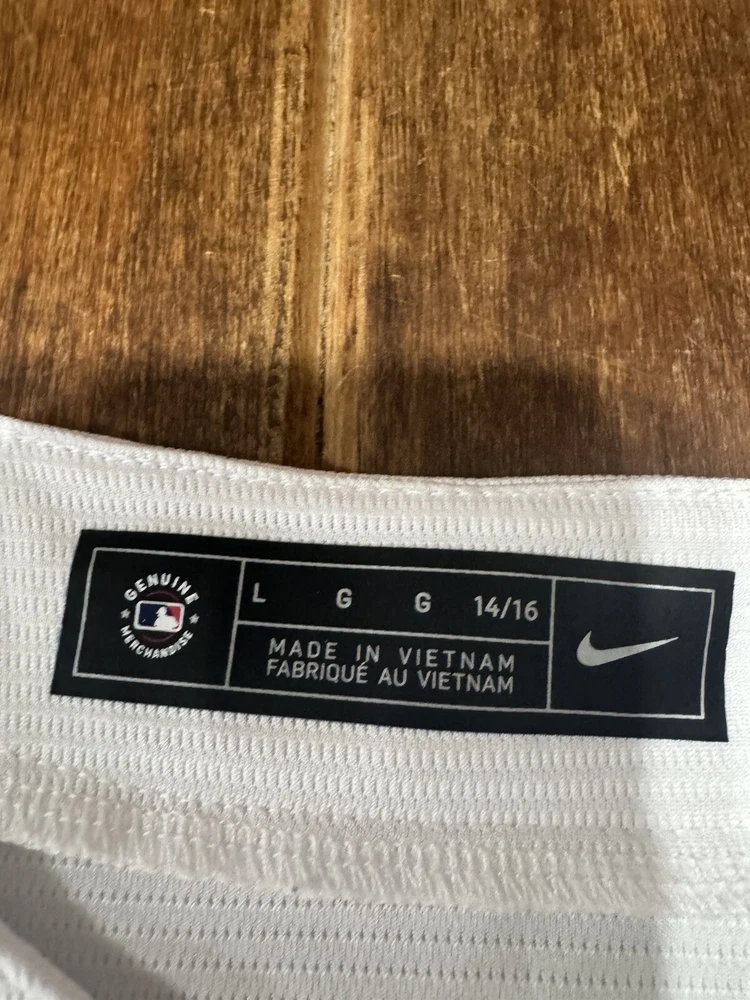 GENUINE
MERCHANDISE
L G G 14/16
MADE IN VIETNAM
FABRIQUÉ AU VIETNAM